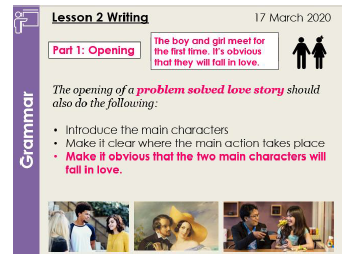 Lesson 2 Writing
17 March 2020
Part 1: Opening
The boy and girl meet for
the first time. It's obvious
that they will fall in love.
The opening of a problem solved love story should
also do the following:
• Introduce the main characters
• Make it clear where the main action takes place
• Make it obvious that the two main characters will
fall in love.
Grammar